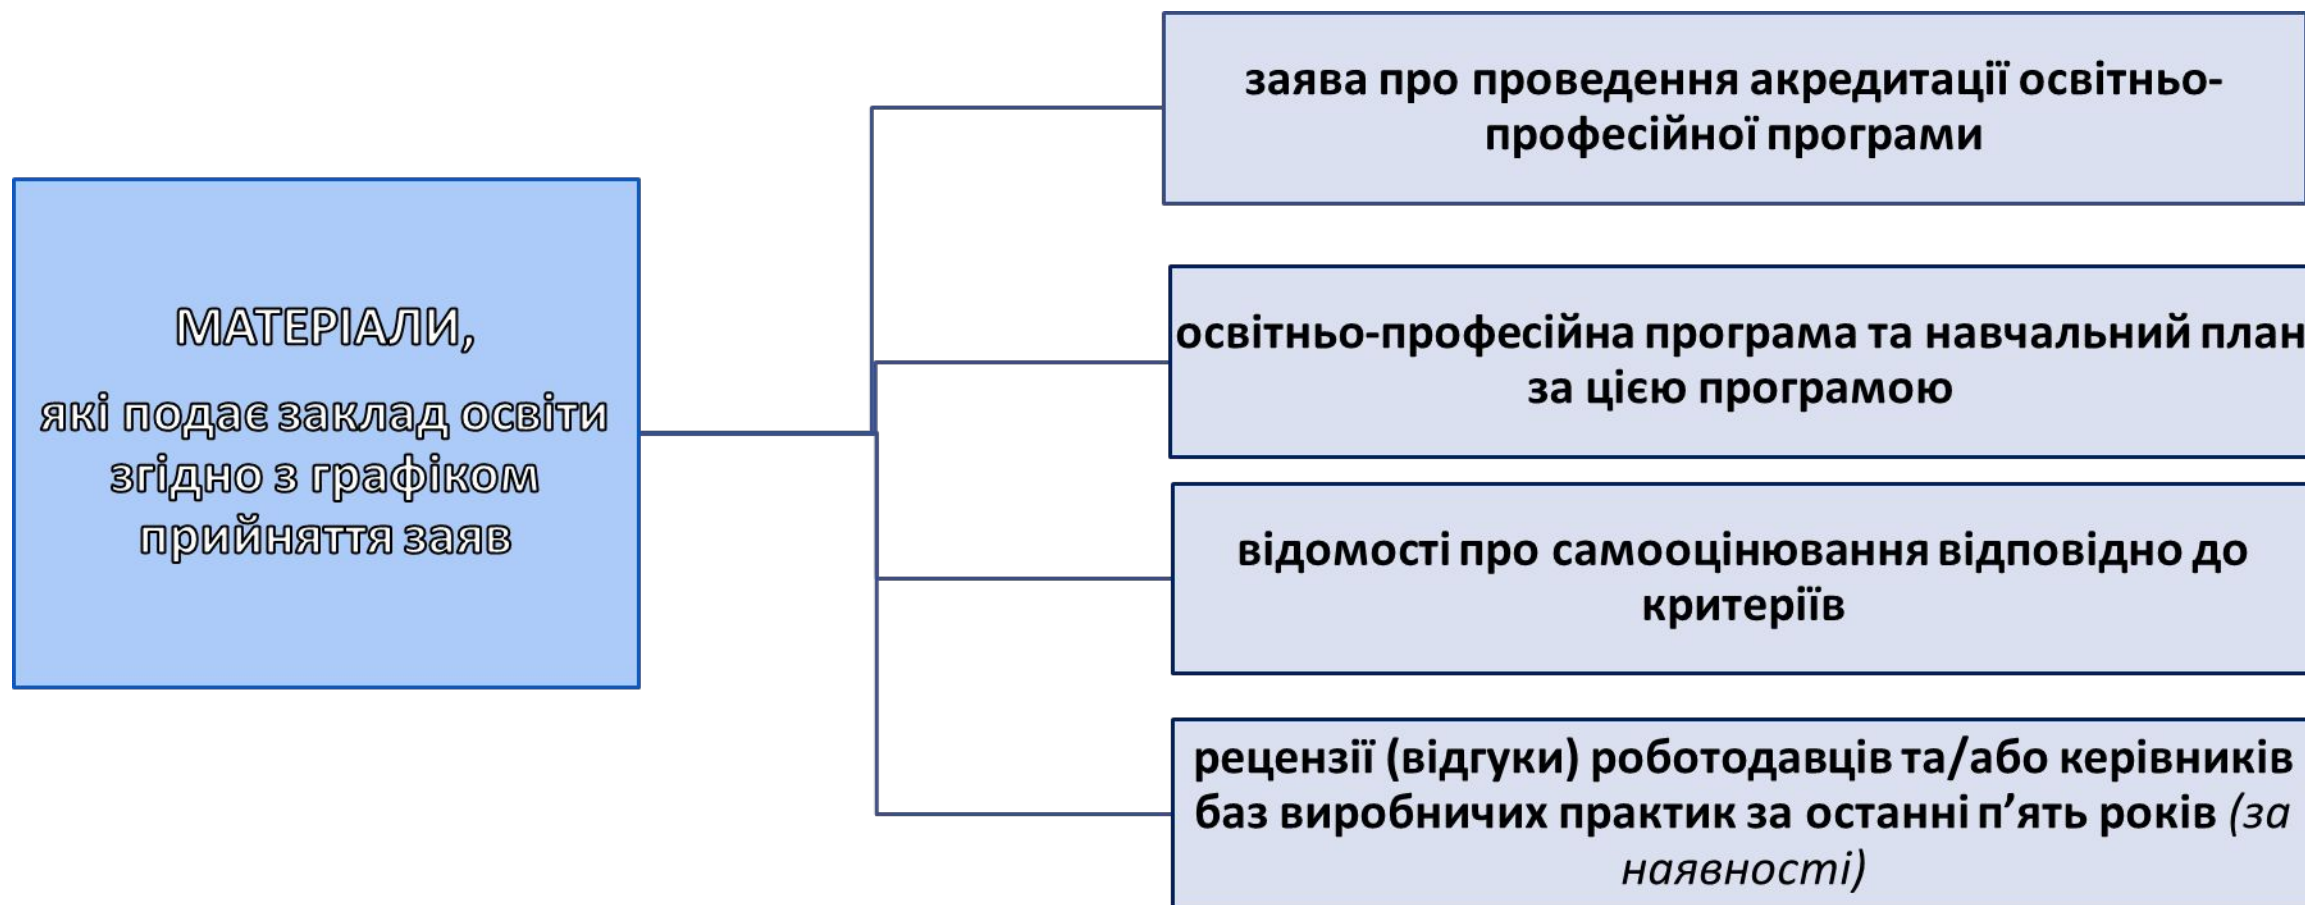 МАТЕРІАЛИ,
які подає заклад освіти
згідно з графіком
прийняття заяв
заява про проведення акредитації освітньо-
професійної програми
освітньо-професійна програма та навчальний план
за цією програмою
відомості про самооцінювання відповідно до
критеріїв
рецензії (відгуки) роботодавців та/або керівників
баз виробничих практик за останні п’ять років (за
наявності)